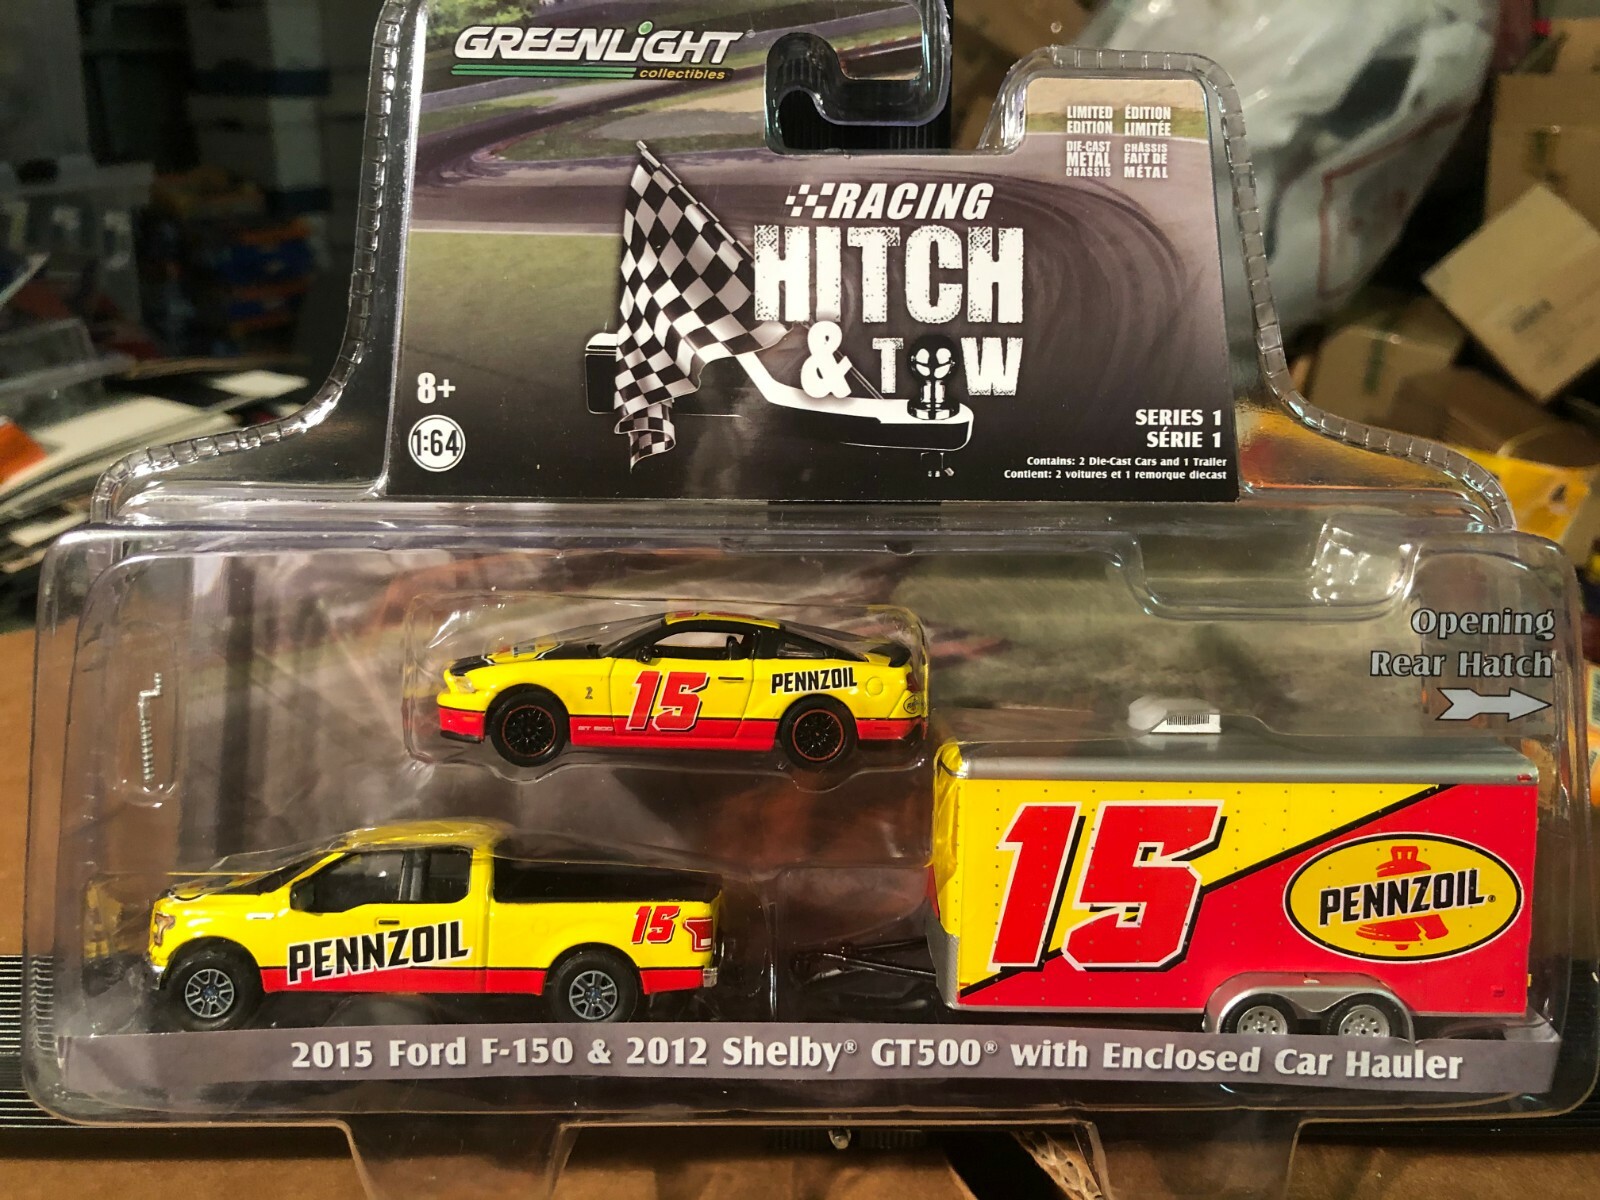 GREENLiGHT
collectibles
LIMITED EDITION
DIE-CAST METAL CHASSIS
ÉDITION LIMITÉE
CHÂSSIS FAIT DE MÉTAL
RACING
HITCH
& TOW
8+
1:64
SERIES 1
SÉRIE 1
Contains: 2 Die-Cast Cars and 1 Trailer
Contient: 2 voitures et 1 remorque diecast
Opening
Rear Hatch
2 15 PENNZOIL
GT 500
15 PENNZOIL®
PENNZOIL 15
2015 Ford F-150 & 2012 Shelby® GT500® with Enclosed Car Hauler